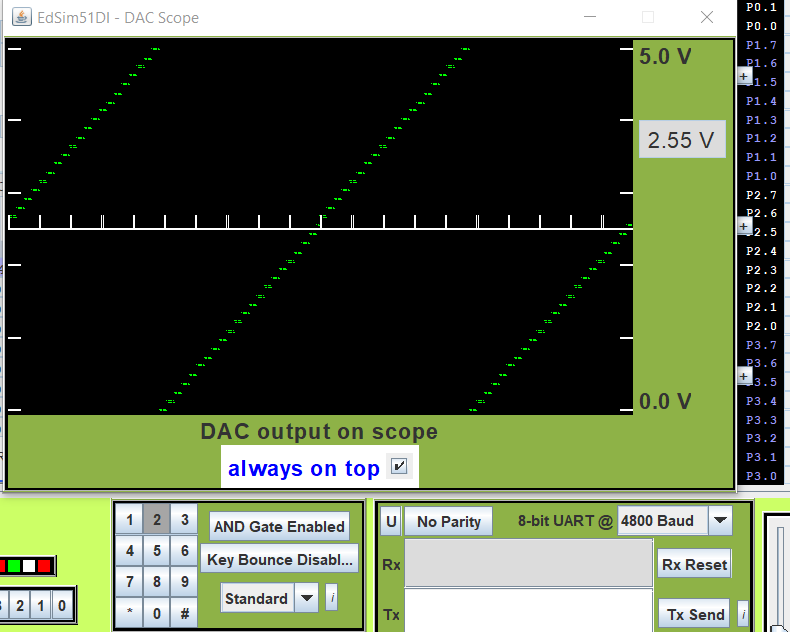 EdSim51DI - DAC Scope
5.0 V
2.55 V
0.0 V
DAC output on scope
always on top
P0.1
P0.0
P1.7
P1.6
+
1.5
P1.4
P1.3
P1.2
P1.1
P1.0
P2.7
P2.6
+
2.5
P2.4
P2.3
P2.2
P2.1
P2.0
P3.7
P3.6
+
3.5
P3.4
P3.3
P3.2
P3.1
P3.0
2 1 0
1 2 3
4 5 6
7 8 9
* 0 #
AND Gate Enabled
Key Bounce Disabl...
Standard
i
U No Parity 8-bit UART @ 4800 Baud
Rx
Rx Reset
Tx
Tx Send
i